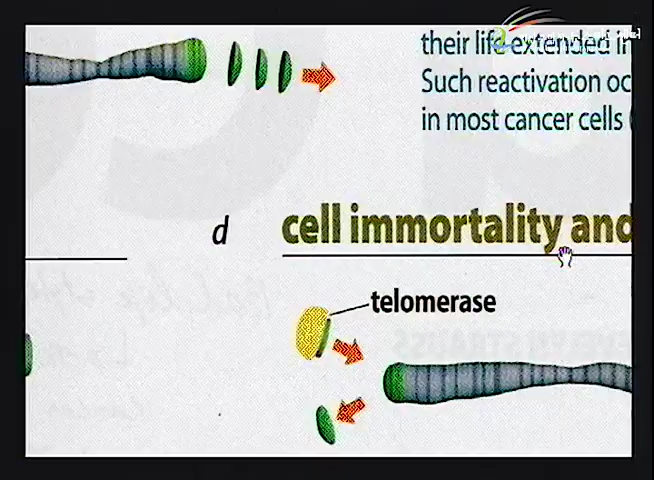 their life extended in
Such reactivation oc
in most cancer cells
d
cell immortality and
telomerase